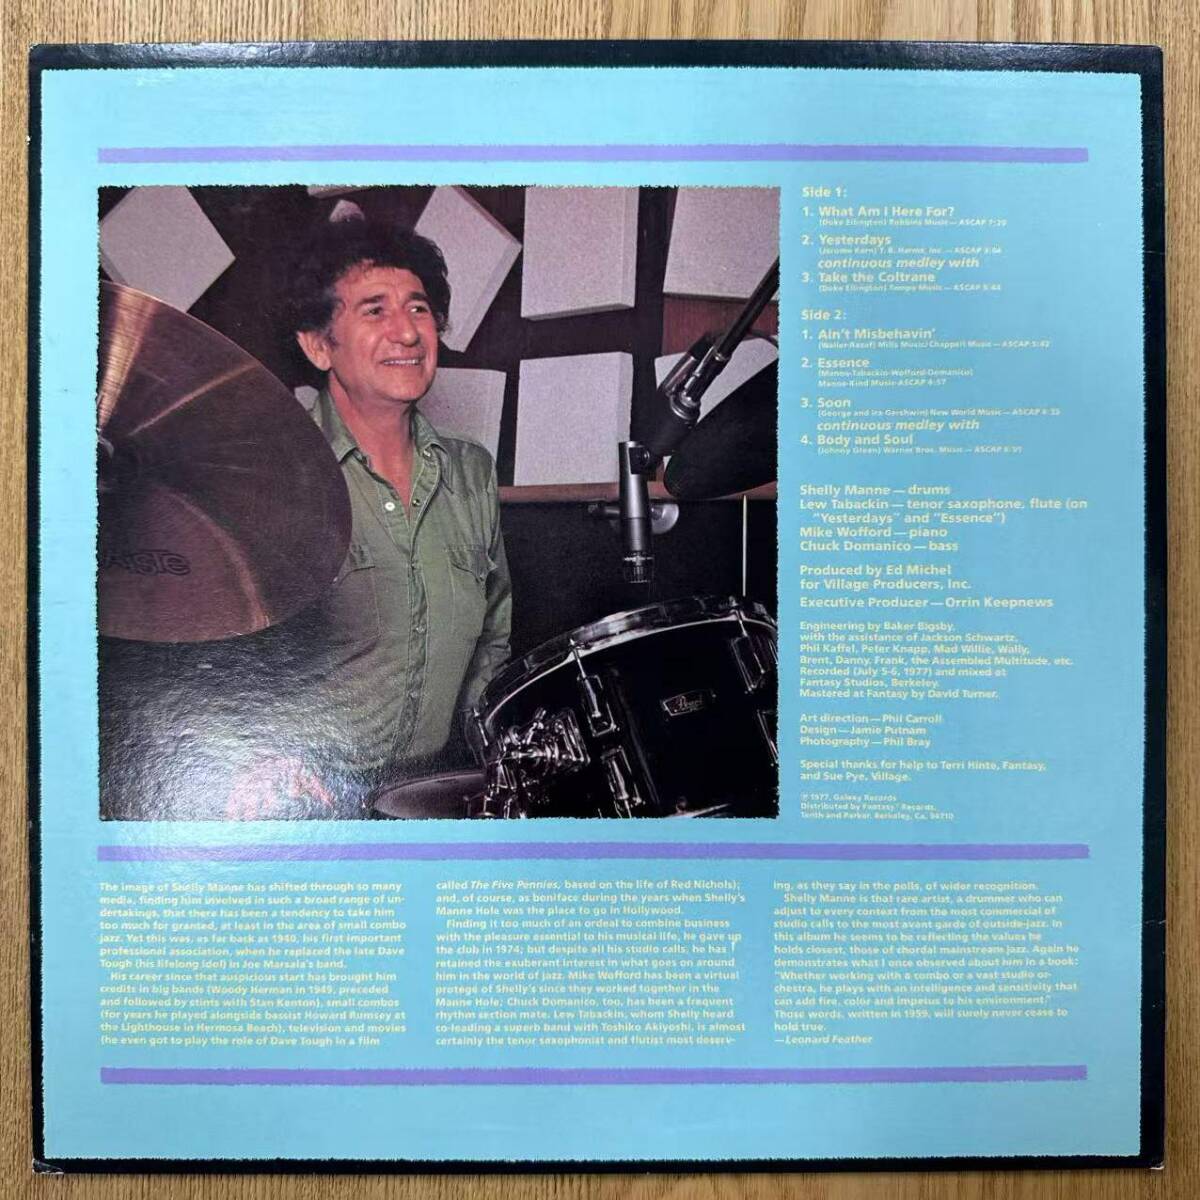 Side 1:
1. What Am I Here For?
(Duke Ellington) Robbins Music — ASCAP 7:20
2. Yesterdays
(Jerome Kern) T. B. Harms, Inc. — ASCAP
continuous medley with
3. Take the Coltrane
(Duke Ellington) Tempo Music — ASCAP
Side 2:
1. Ain't Misbehavin'
(Waller-Razaf) Mills Music/Chappell Music — ASCAP 5:42
2. Essence
(Manne-Tabackin-Wofford-Domanico)
Manne-Kind Music-ASCAP 6:57
3. Soon
(George and Ira Gershwin) New World Music — ASCAP
continuous medley with
4. Body and Soul
(Johnny Green) Warner Bros. Music — ASCAP
Shelly Manne — drums
Lew Tabackin — tenor saxophone, flute (on
"Yesterdays" and "Essence")
Mike Wofford — piano
Chuck Domanico — bass
Produced by Ed Michel
for Village Producers, Inc.
Executive Producer — Orrin Keepnews
Engineering by Baker Bigsby,
with the assistance of Jackson Schwartz,
Phil Kaffel, Peter Knapp, Mad Willie, Wally,
Brent, Danny, Frank, the Assembled Multitude, etc.
Recorded (July 5-6, 1977) and mixed at
Fantasy Studios, Berkeley.
Mastered at Fantasy by David Turner.
Art direction — Phil Carroll
Design — Jamie Putnam
Photography — Phil Bray
Special thanks for help to Terri Hinte, Fantasy,
and Sue Pye, Village.
℗ 1977, Galaxy Records
Distributed by Fantasy Records,
Tenth and Parker, Berkeley, Ca. 94710
The image of Shelly Manne has shifted through so many
media, finding him involved in such a broad range of un-
dertakings, that there has been a tendency to take him
too much for granted, at least in the area of small combo
jazz. Yet this was, as far back as 1940, his first important
professional association, when he replaced the late Dave
Tough (his lifelong idol) in Joe Marsala's band.
His career since that auspicious start has brought him
credits in big bands (Woody Herman in 1949, preceded
and followed by stints with Stan Kenton), small combos
(for years he played alongside bassist Howard Rumsey at
the Lighthouse in Hermosa Beach), television and movies
(he even got to play the role of Dave Tough in a film
called The Five Pennies, based on the life of Red Nichols);
and, of course, as boniface during the years when Shelly's
Manne Hole was the place to go in Hollywood.
Finding it too much of an ordeal to combine business
with the pleasure essential to his musical life, he gave up
the club in 1974; but despite all his studio calls, he has
retained the exuberant interest in what goes on around
him in the world of jazz. Mike Wofford has been a virtual
protege of Shelly's since they worked together in the
Manne Hole; Chuck Domanico, too, has been a frequent
rhythm section mate. Lew Tabackin, whom Shelly heard
co-leading a superb band with Toshiko Akiyoshi, is almost
certainly the tenor saxophonist and flutist most deserv-
ing, as they say in the polls, of wider recognition.
Shelly Manne is that rare artist, a drummer who can
adjust to every context from the most commercial of
studio calls to the most avant garde of outside-jazz. In
this album he seems to be reflecting the values he
holds closest, those of chordal mainstream jazz. Again he
demonstrates what I once observed about him in a book:
"Whether working with a combo or a vast studio or-
chestra, he plays with an intelligence and sensitivity that
can add fire, color and impetus to his environment."
Those words, written in 1959, will surely never cease to
hold true.
—Leonard Feather
Pearl